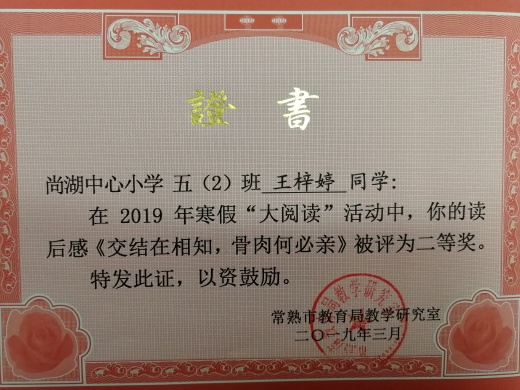 證書
尚湖中心小学 五（2）班 王梓婷 同学：
在 2019 年寒假“大阅读”活动中，你的读
后感《交结在相知，骨肉何必亲》被评为二等奖。
特发此证，以资鼓励。
常熟市教育局教学研究室
二〇一九年三月